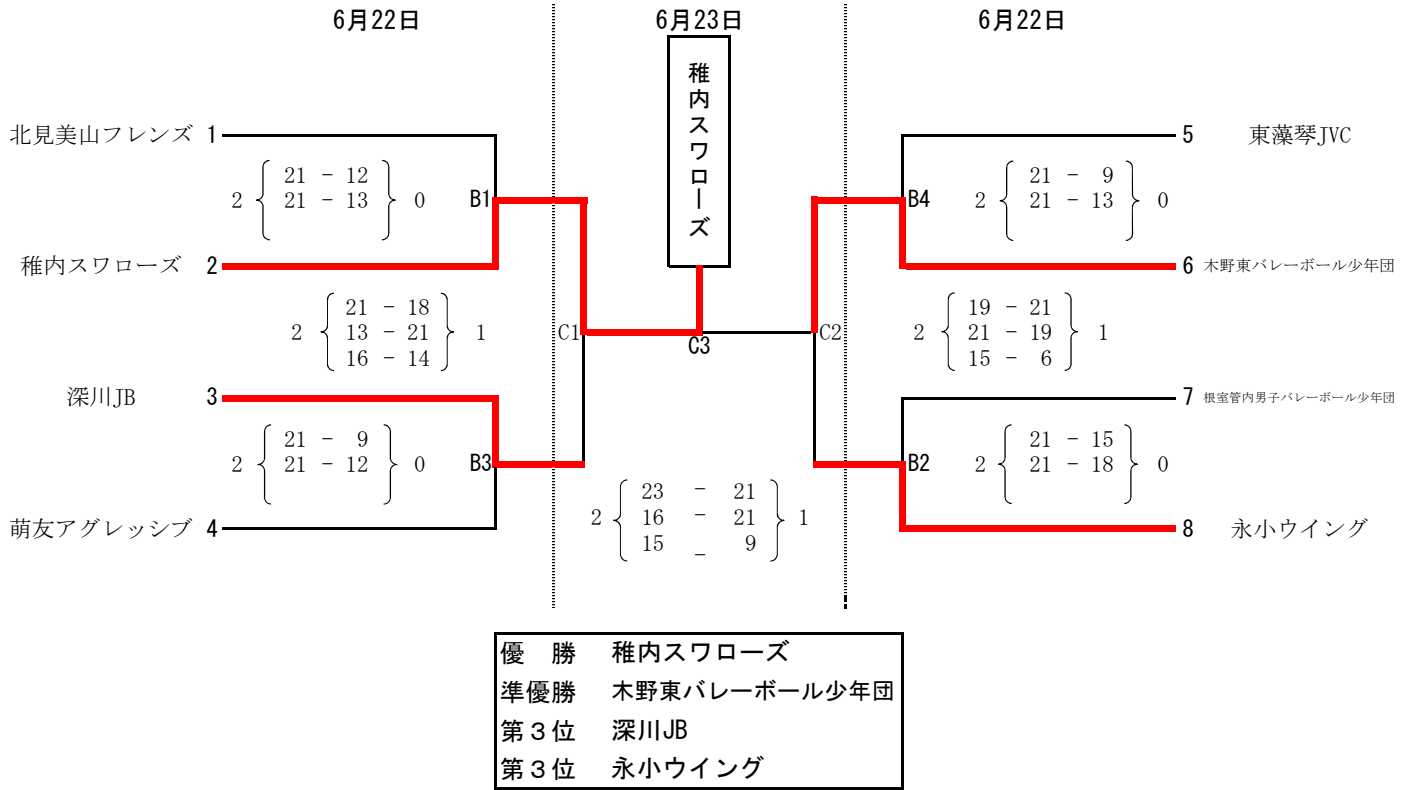 6月22日 6月23日 6月22日
稚内スワローズ
北見美山フレンズ 1
5 東藻琴JVC
2 21 - 12 0 B1
21 - 13
B4 2 21 - 9 0
21 - 13
稚内スワローズ 2
6 木野東バレーボール少年団
2 21 - 18 1
13 - 21
16 - 14
C1
C3
C2
2 19 - 21 1
21 - 19
15 - 6
深川JB 3
7 根室管内男子バレーボール少年団
2 21 - 9 0 B3
21 - 12
B2 2 21 - 15 0
21 - 18
2 23 - 21 1
16 - 21
15 - 9
萌友アグレッシブ 4
8 永小ウイング
優 勝 稚内スワローズ
準優勝 木野東バレーボール少年団
第3位 深川JB
第3位 永小ウイング